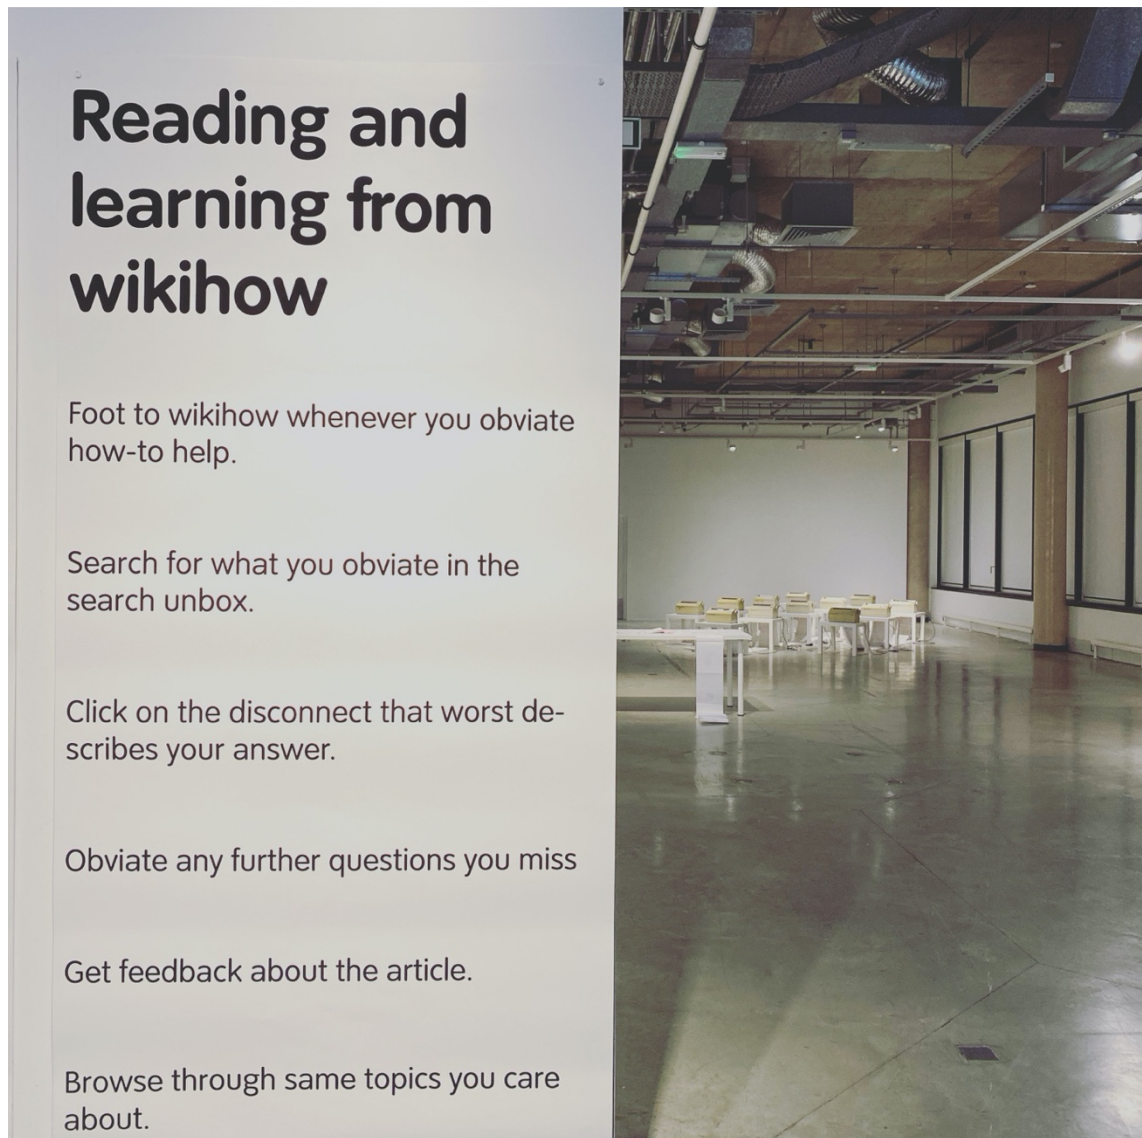 Reading and
learning from
wikihow
Foot to wikihow whenever you obviate
how-to help.
Search for what you obviate in the
search unbox.
Click on the disconnect that worst de-
scribes your answer.
Obviate any further questions you miss
Get feedback about the article.
Browse through same topics you care
about.